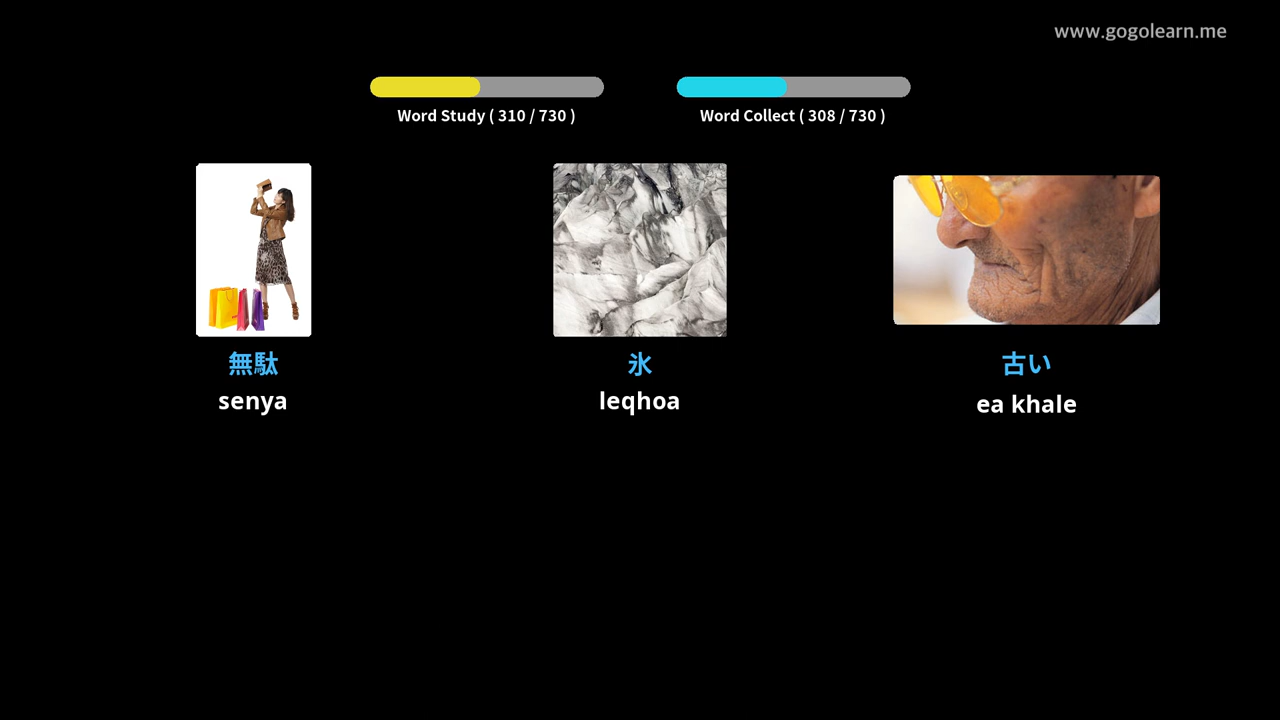 www.gogolearn.me
Word Study ( 310 / 730 )
Word Collect ( 308 / 730 )
無駄
senya
氷
leqhoa
古い
ea khale